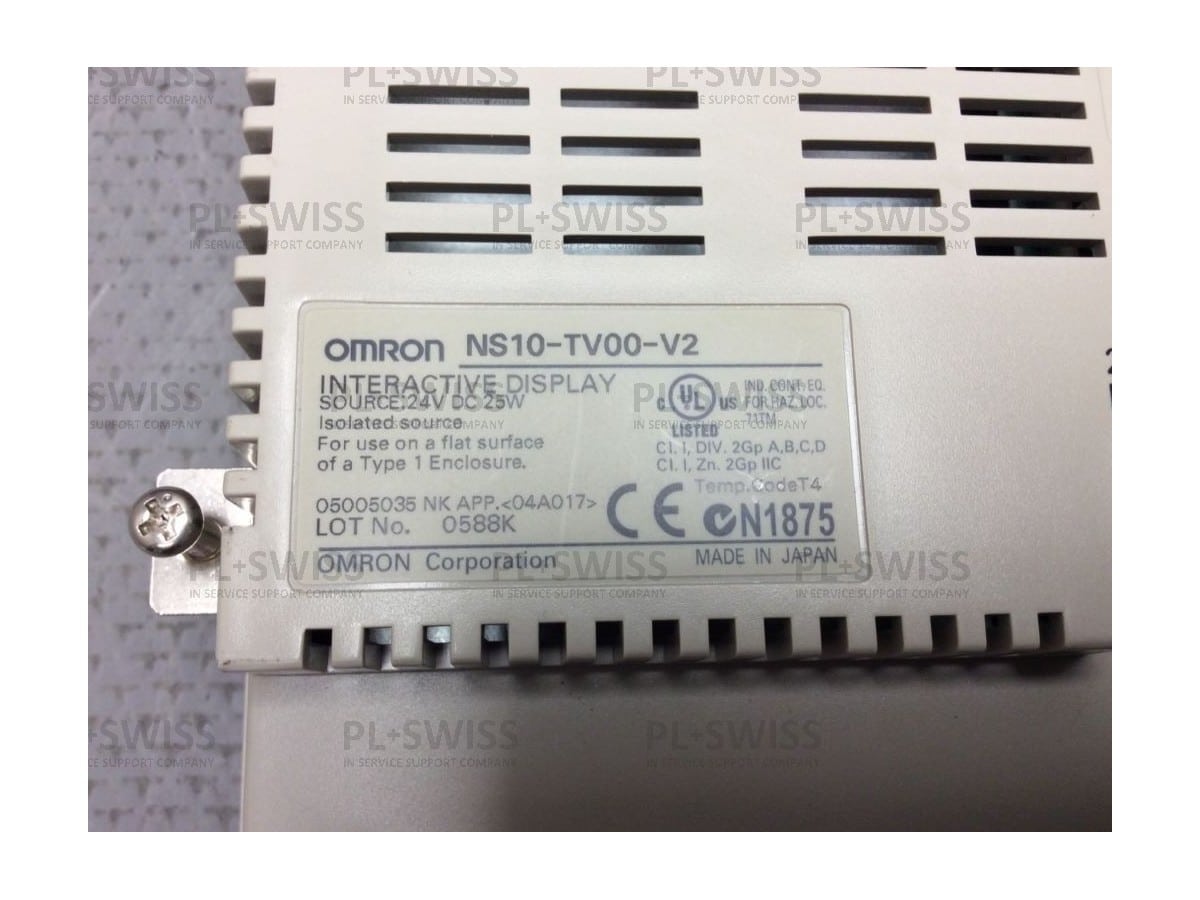 OMRON NS10-TV00-V2
INTERACTIVE DISPLAY
SOURCE:24V DC 25W
Isolated source
For use on a flat surface
of a Type 1 Enclosure.
C UL US LISTED
IND. CONT. EQ.
FOR HAZ. LOC.
71TM
Cl. I, DIV. 2Gp A,B,C,D
Cl. I, Zn. 2Gp IIC
Temp.CodeT4
05005035 NK APP.<04A017>
LOT No. 0588K
CE N1875
OMRON Corporation
MADE IN JAPAN
PL+SWISS
IN SERVICE SUPPORT COMPANY